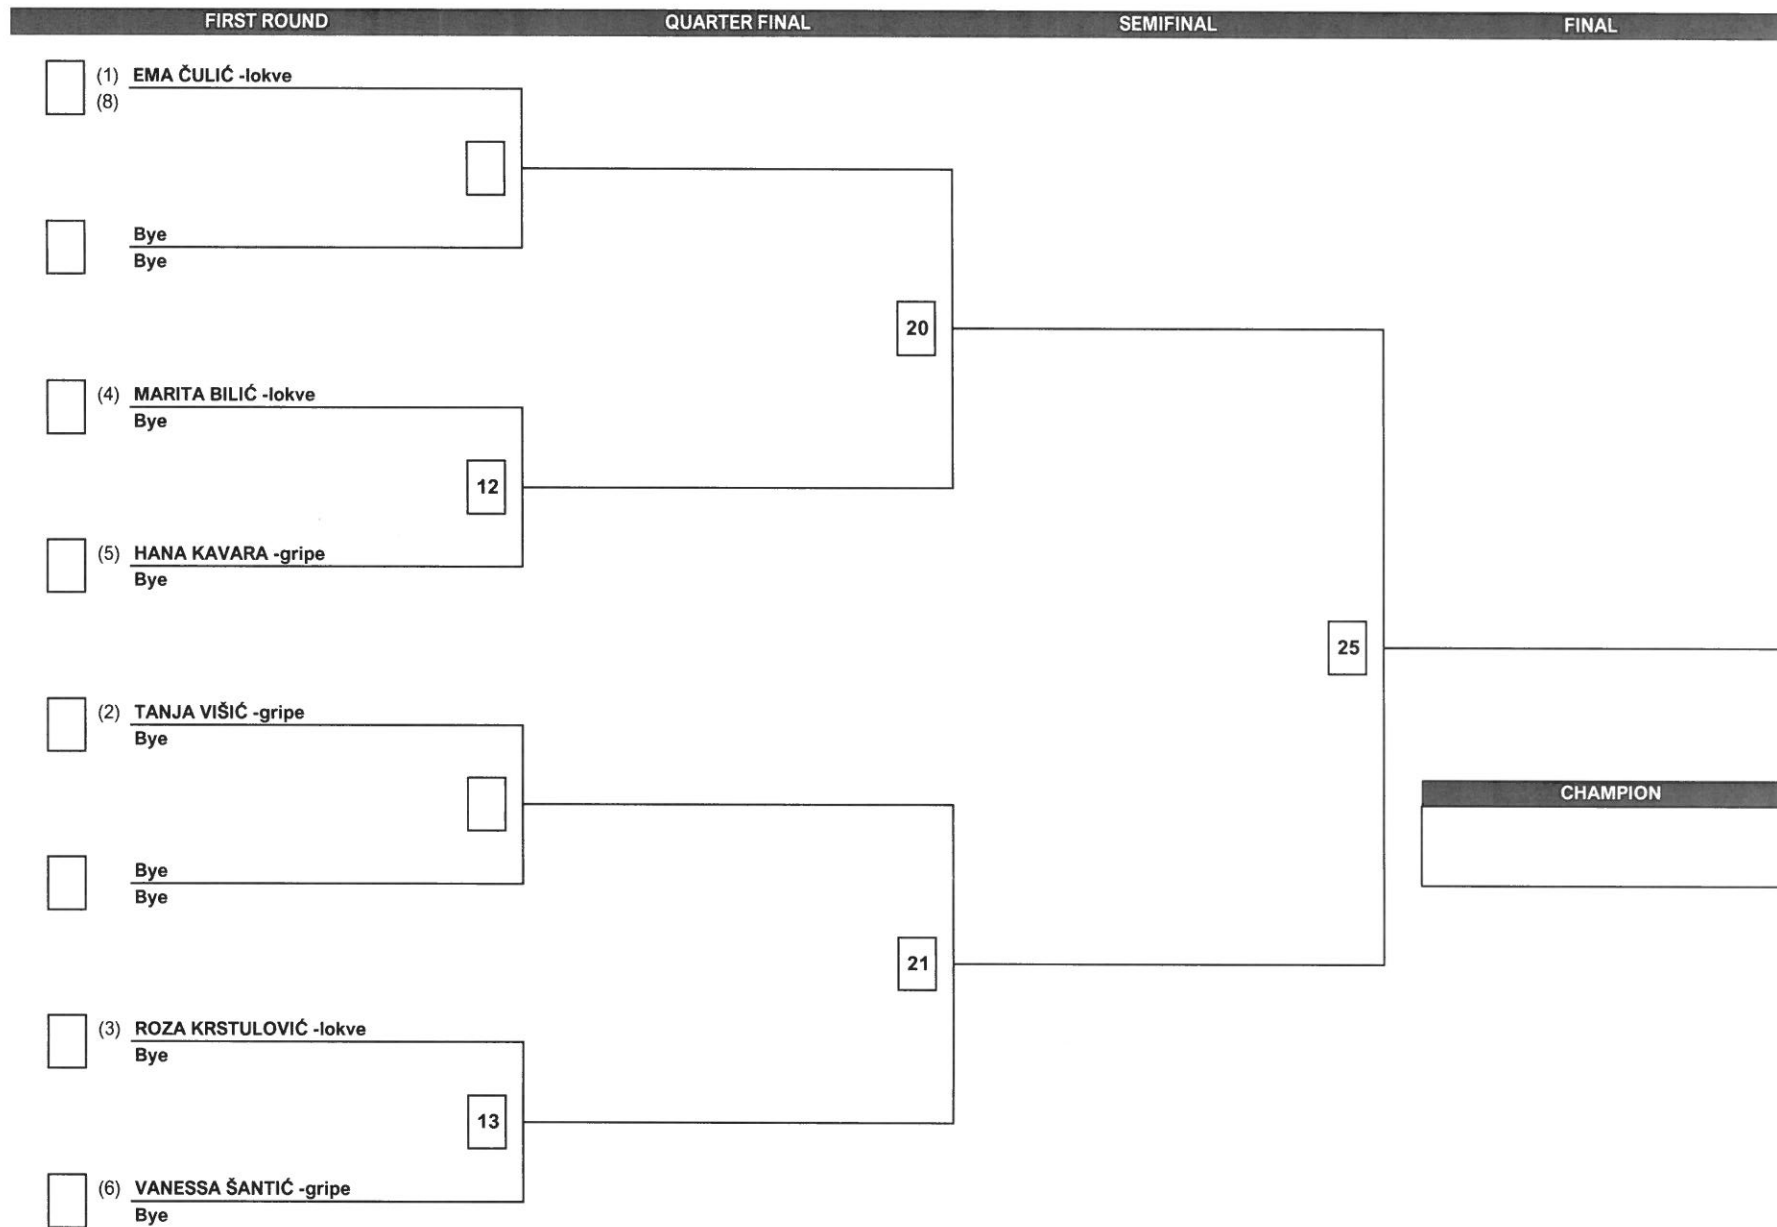 FIRST ROUND QUARTER FINAL SEMIFINAL FINAL
(1) EMA ČULIĆ -lokve
(8)
Bye
Bye
20
(4) MARITA BILIĆ -lokve
Bye
12
(5) HANA KAVARA -gripe
Bye
25
(2) TANJA VIŠIĆ -gripe
Bye
CHAMPION
Bye
Bye
21
(3) ROZA KRSTULOVIĆ -lokve
Bye
13
(6) VANESSA ŠANTIĆ -gripe
Bye